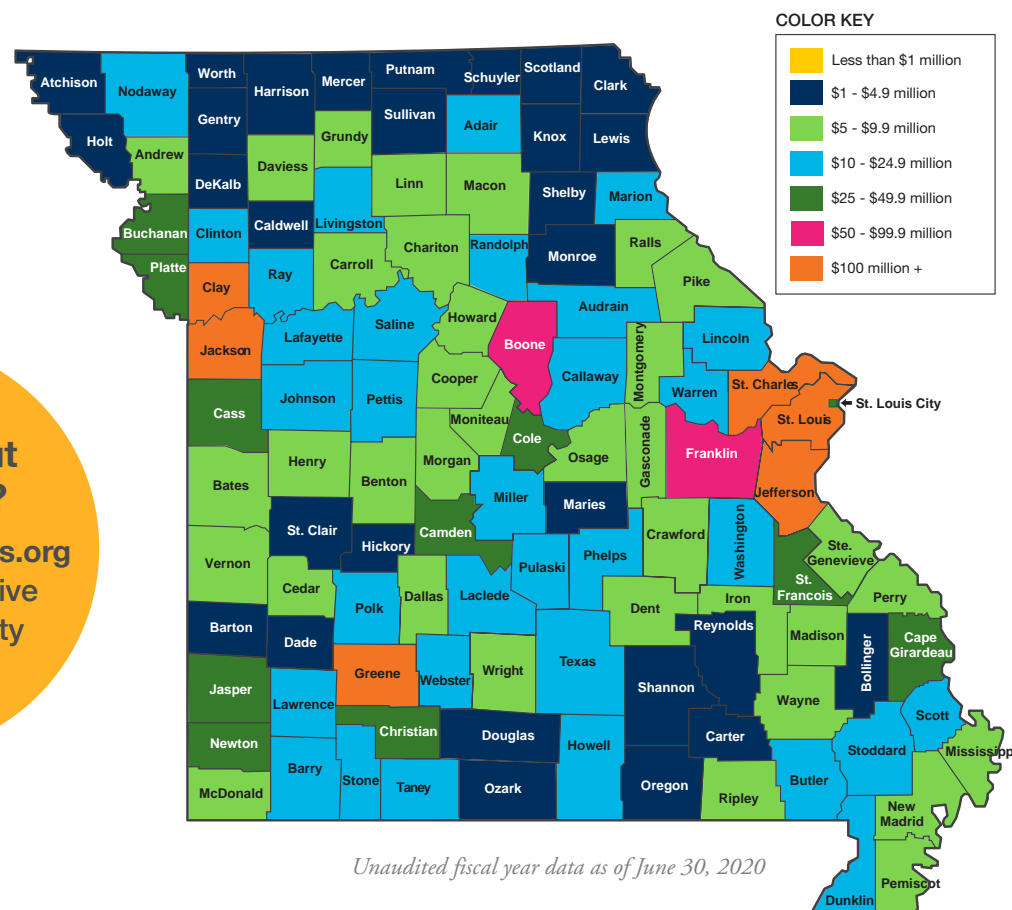 COLOR KEY
Less than $1 million
$1 - $4.9 million
$5 - $9.9 million
$10 - $24.9 million
$25 - $49.9 million
$50 - $99.9 million
$100 million +
Atchison
Nodaway
Worth
Harrison
Mercer
Putnam
Schuyler
Scotland
Clark
Gentry
Sullivan
Adair
Knox
Lewis
Holt
Andrew
Daviess
Grundy
DeKalb
Linn
Macon
Shelby
Marion
Buchanan
Clinton
Caldwell
Livingston
Chariton
Randolph
Monroe
Ralls
Platte
Clay
Ray
Carroll
Pike
Jackson
Lafayette
Saline
Howard
Boone
Audrain
Lincoln
Montgomery
Callaway
Warren
St. Charles
St. Louis
St. Louis City
Cass
Johnson
Pettis
Cooper
Moniteau
Cole
Osage
Gasconade
Franklin
Jefferson
Bates
Henry
Benton
Morgan
Miller
Maries
Camden
St. Clair
Hickory
Crawford
Washington
Ste.
Genevieve
St.
Francois
Vernon
Cedar
Polk
Dallas
Laclede
Pulaski
Phelps
Dent
Iron
Perry
Barton
Dade
Reynolds
Madison
Bollinger
Cape
Girardeau
Jasper
Greene
Webster
Wright
Texas
Shannon
Wayne
Lawrence
Scott
Newton
Christian
Douglas
Howell
Carter
Stoddard
Mississipp
McDonald
Barry
Stone
Taney
Ozark
Oregon
Ripley
Butler
New
Madrid
Pemiscot
Dunklin
ut
?
s.org
ive
ty
Unaudited fiscal year data as of June 30, 2020